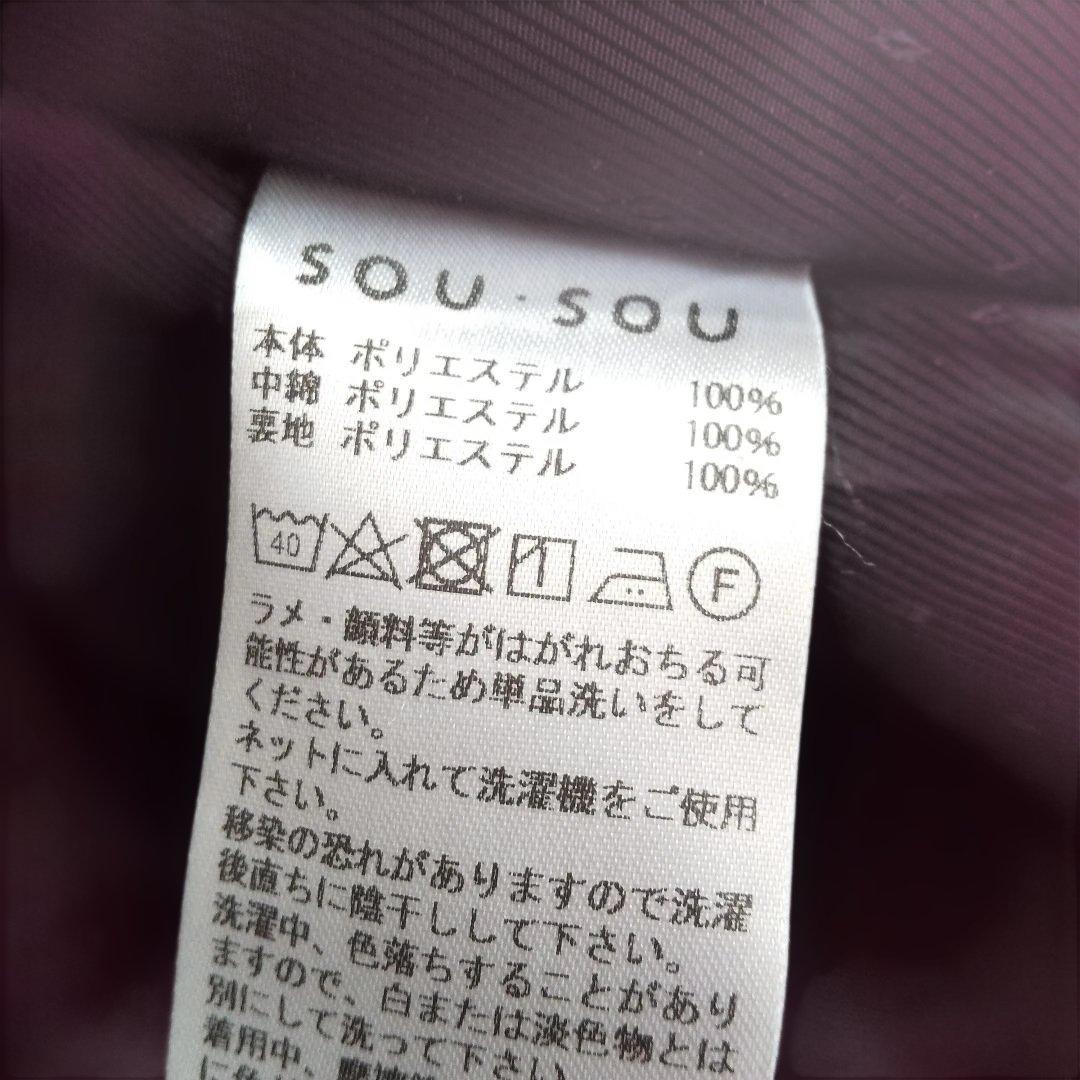 SOU・SOU
本体 ポリエステル 100%
中綿 ポリエステル 100%
裏地 ポリエステル 100%
40 F
ラメ・顔料等がはがれおちる可
能性があるため単品洗いをして
ください。
ネットに入れて洗濯機をご使用
下さい。
移染の恐れがありますので洗濯
後直ちに陰干しして下さい。
洗濯中、色落ちすることがあり
ますので、白または淡色物とは
別にして洗って下さい。
着用中、